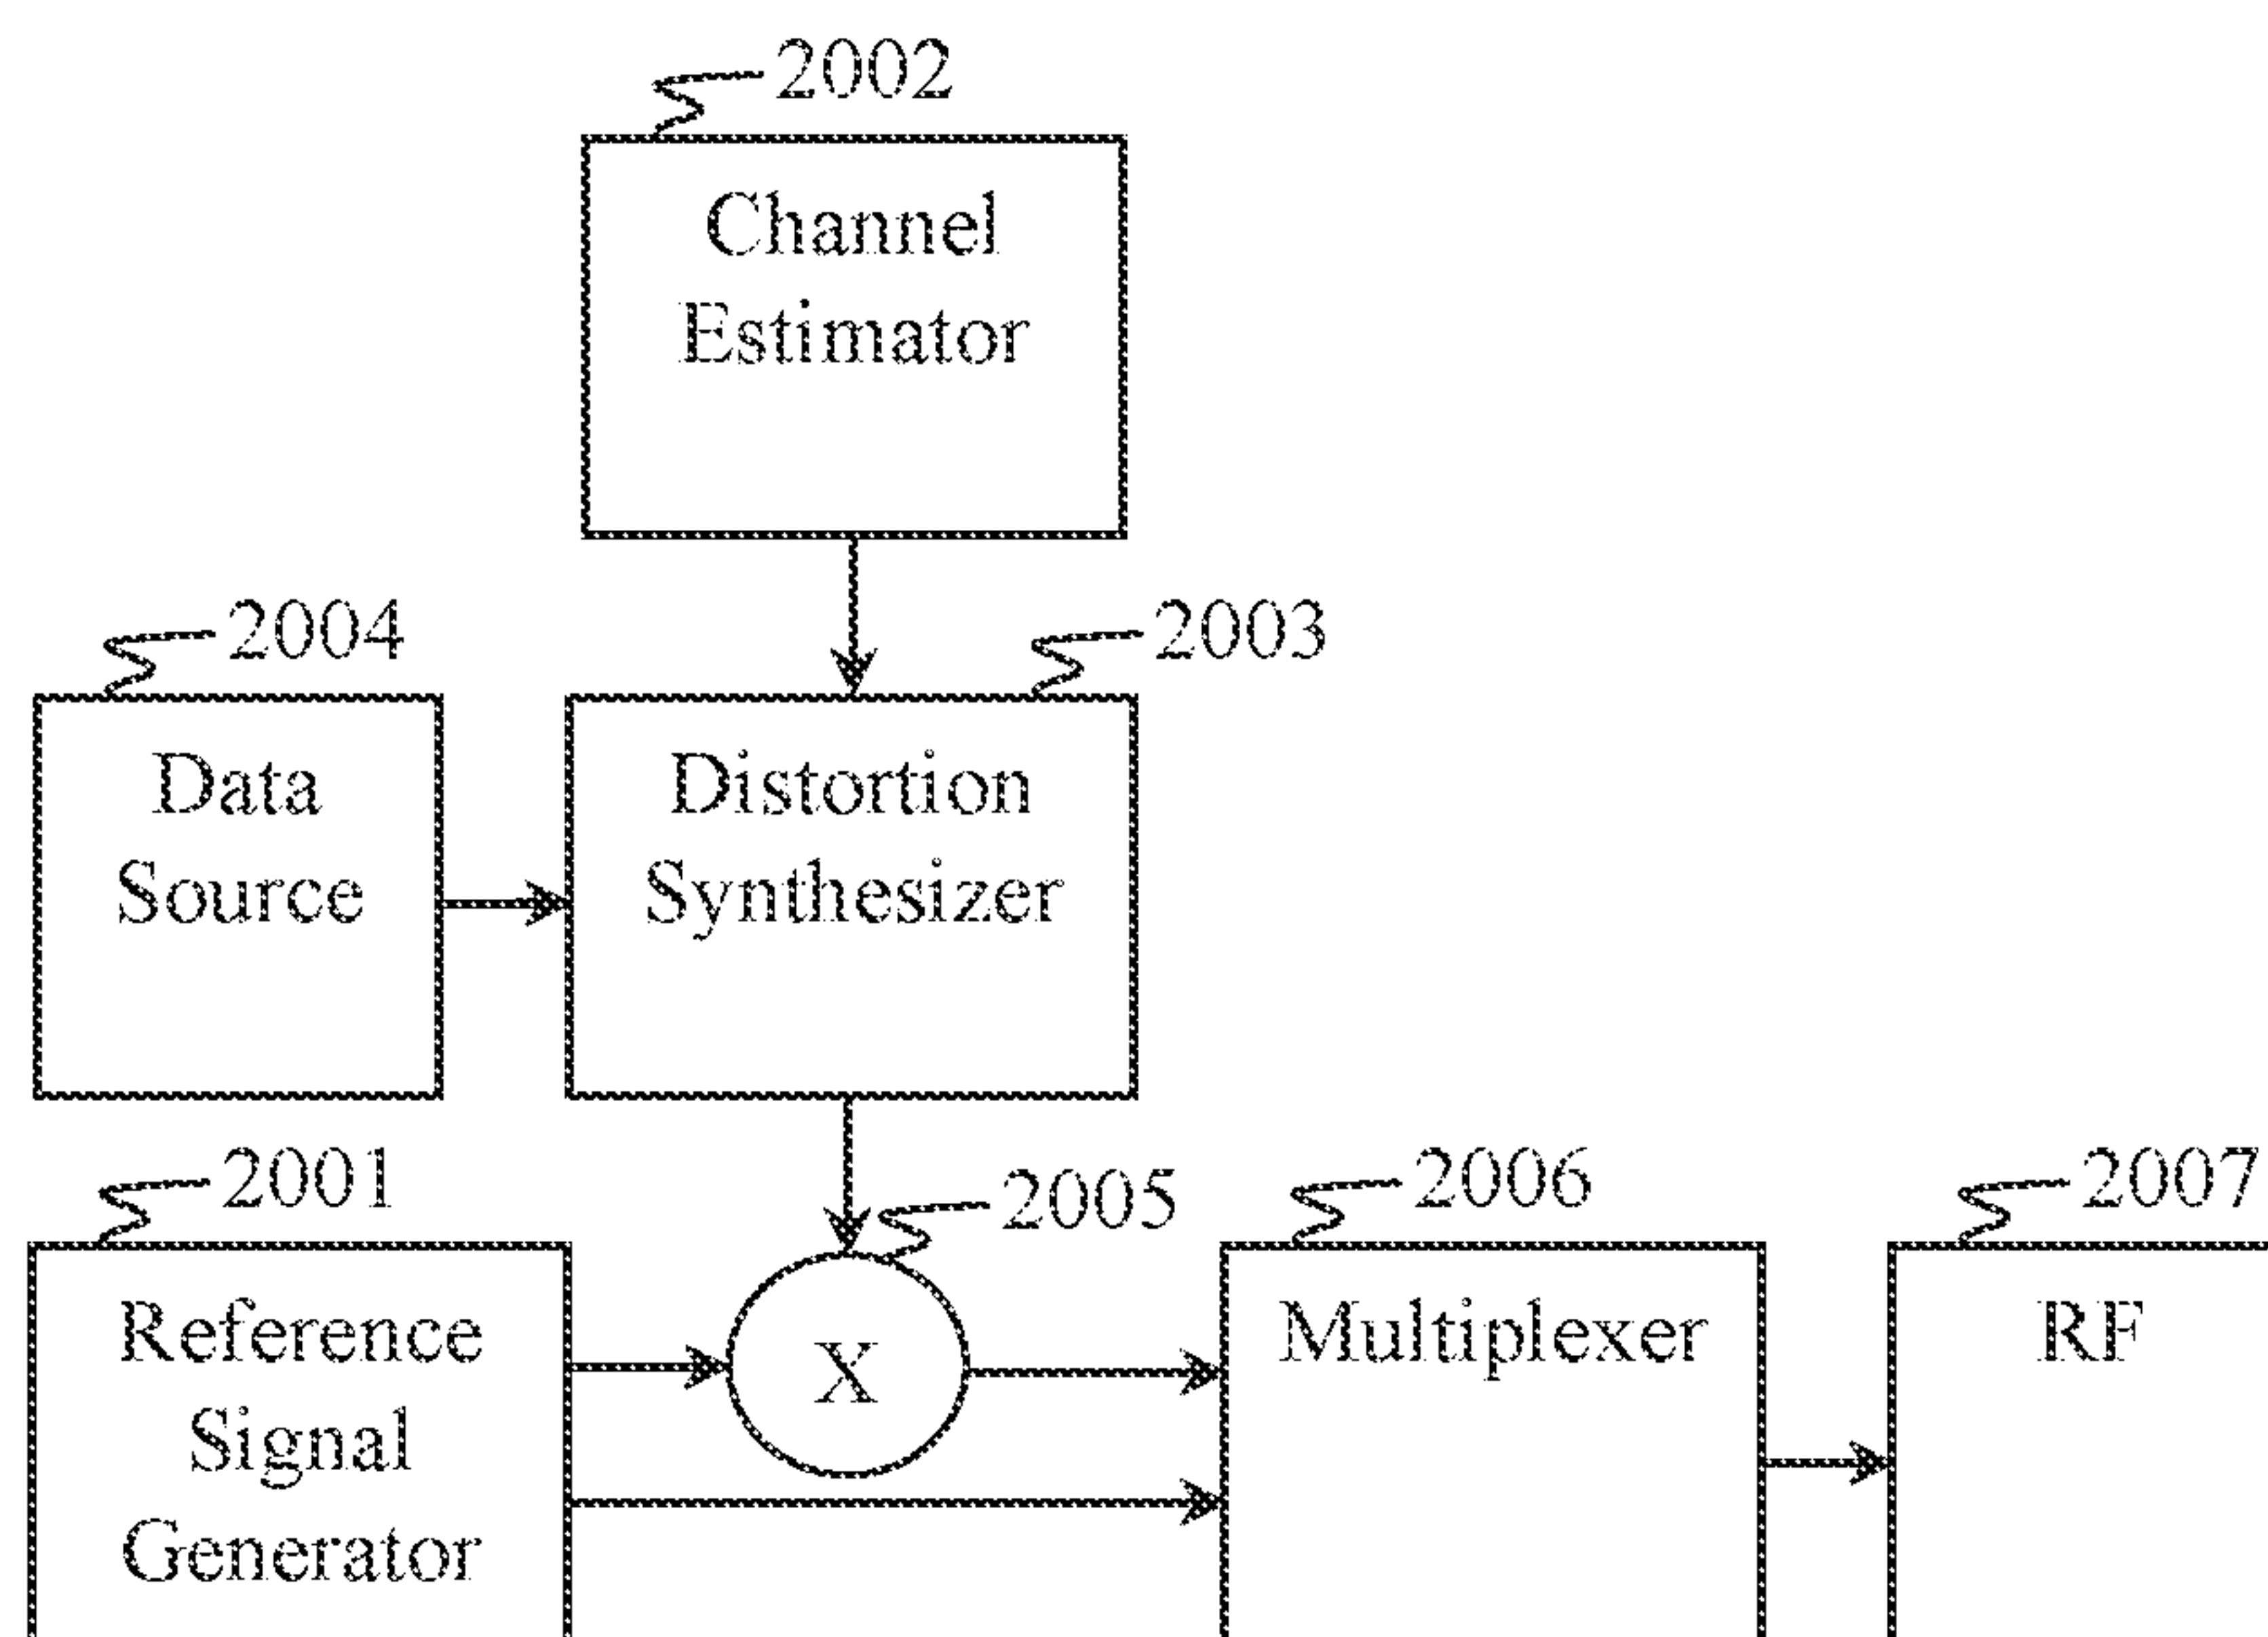 2002
Channel
Estimator
2004
2003
Data
Source
Distortion
Synthesizer
2001
2005
2006
2007
Reference
Signal
Generator
X
Multiplexer
RF